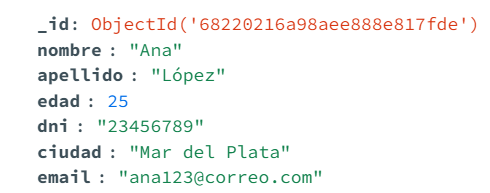 _id: ObjectId('68220216a98aee888e817fde')
nombre : "Ana"
apellido : "López"
edad : 25
dni : "23456789"
ciudad : "Mar del Plata"
email : "ana123@correo.com"